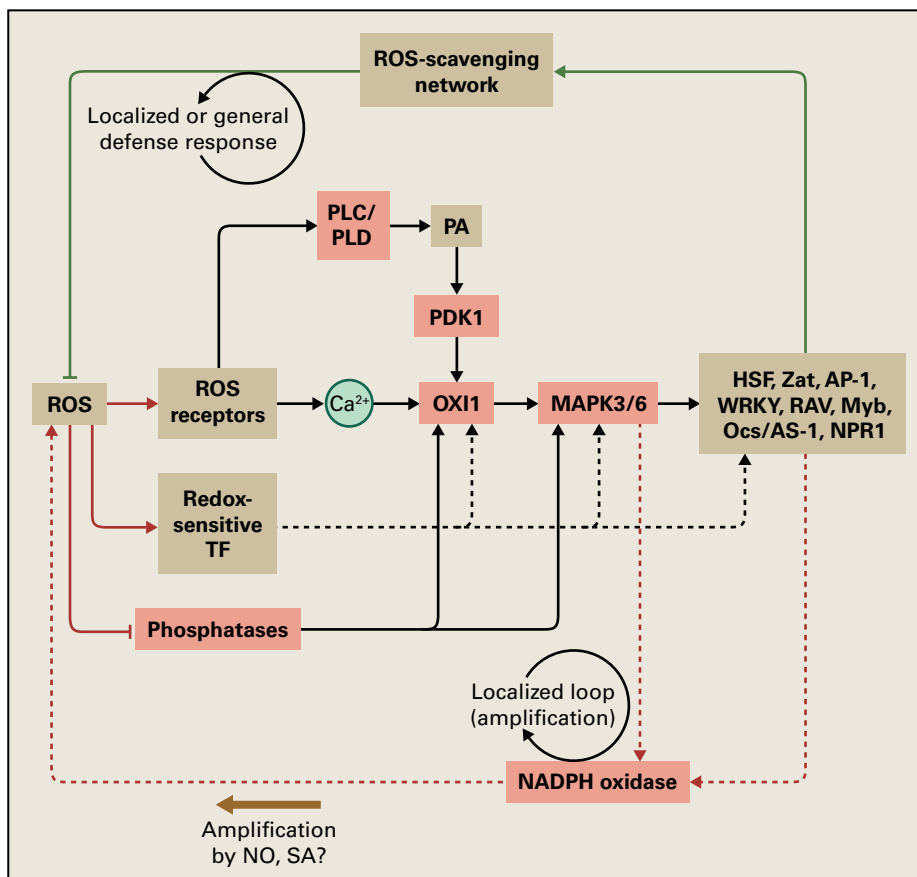 ROS-scavenging
network
Localized or general
defense response
PLC/
PLD
PA
PDK1
ROS
ROS
receptors
Ca²⁺
OXI1
MAPK3/6
HSF, Zat, AP-1,
WRKY, RAV, Myb,
Ocs/AS-1, NPR1
Redox-
sensitive
TF
Phosphatases
Localized loop
(amplification)
NADPH oxidase
Amplification
by NO, SA?